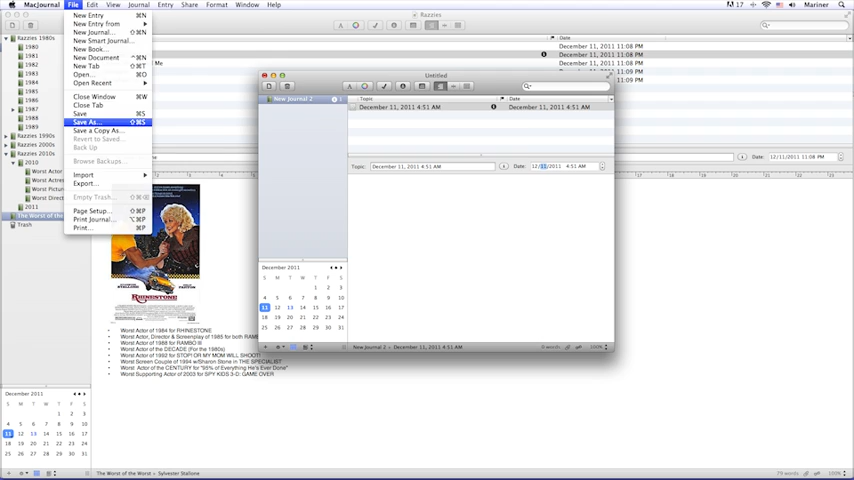 MacJournal File Edit View Journal Entry Share Format Window Help 17 Mariner
Razzies
New Entry
New Entry from
New Journal... ⌘N
New Smart Journal...
New Book...
New Document ^⌘N
New Tab ⇧⌘T
Open... ⌘O
Open Recent
Close Window ⌘W
Close Tab
Save ⌘S
Save As... ⇧⌘S
Save a Copy As...
Revert to Saved...
Back Up
Browse Backups...
Import
Export...
Empty Trash...
Page Setup... ⇧⌘P
Print Journal... ⌥⌘P
Print... ⌘P
Razzies 1980s
1980
1981
1982
1983
1984
1985
1986
1987
1988
1989
Razzies 1990s
Razzies 2000s
Razzies 2010s
2010
Worst Actor
Worst Actres
Worst Pictur
Worst Direct
2011
The Worst of the
Trash
Date
December 11, 2011 11:08 PM
December 11, 2011 11:08 PM
Me December 11, 2011 11:08 PM
Date: 12/11/2011 11:08 PM
Untitled
New Journal 2
Topic Date
December 11, 2011 4:51 AM December 11, 2011 4:51 AM
Topic: December 11, 2011 4:51 AM Date: 12/11/2011 4:51 AM
December 2011
S M T W T F S
1 2 3
4 5 6 7 8 9 10
11 12 13 14 15 16 17
18 19 20 21 22 23 24
25 26 27 28 29 30 31
New Journal 2 • December 11, 2011 4:51 AM 0 words 100%
RHINESTONE
• Worst Actor of 1984 for RHINESTONE
• Worst Actor, Director & Screenplay of 1985 for both RAM
• Worst Actor of 1988 for RAMBO III
• Worst Actor of the DECADE (For the 1980s)
• Worst Actor of 1992 for STOP! OR MY MOM WILL SHOOT!
• Worst Screen Couple of 1994 w/Sharon Stone in THE SPECIALIST
• Worst Actor of the CENTURY for "95% of Everything He's Ever Done"
• Worst Supporting Actor of 2003 for SPY KIDS 3-D: GAME OVER
December 2011
S M T W T F S
1 2 3
4 5 6 7 8 9 10
11 12 13 14 15 16 17
18 19 20 21 22 23 24
25 26 27 28 29 30 31
The Worst of the Worst • Sylvester Stallone 79 words 100%